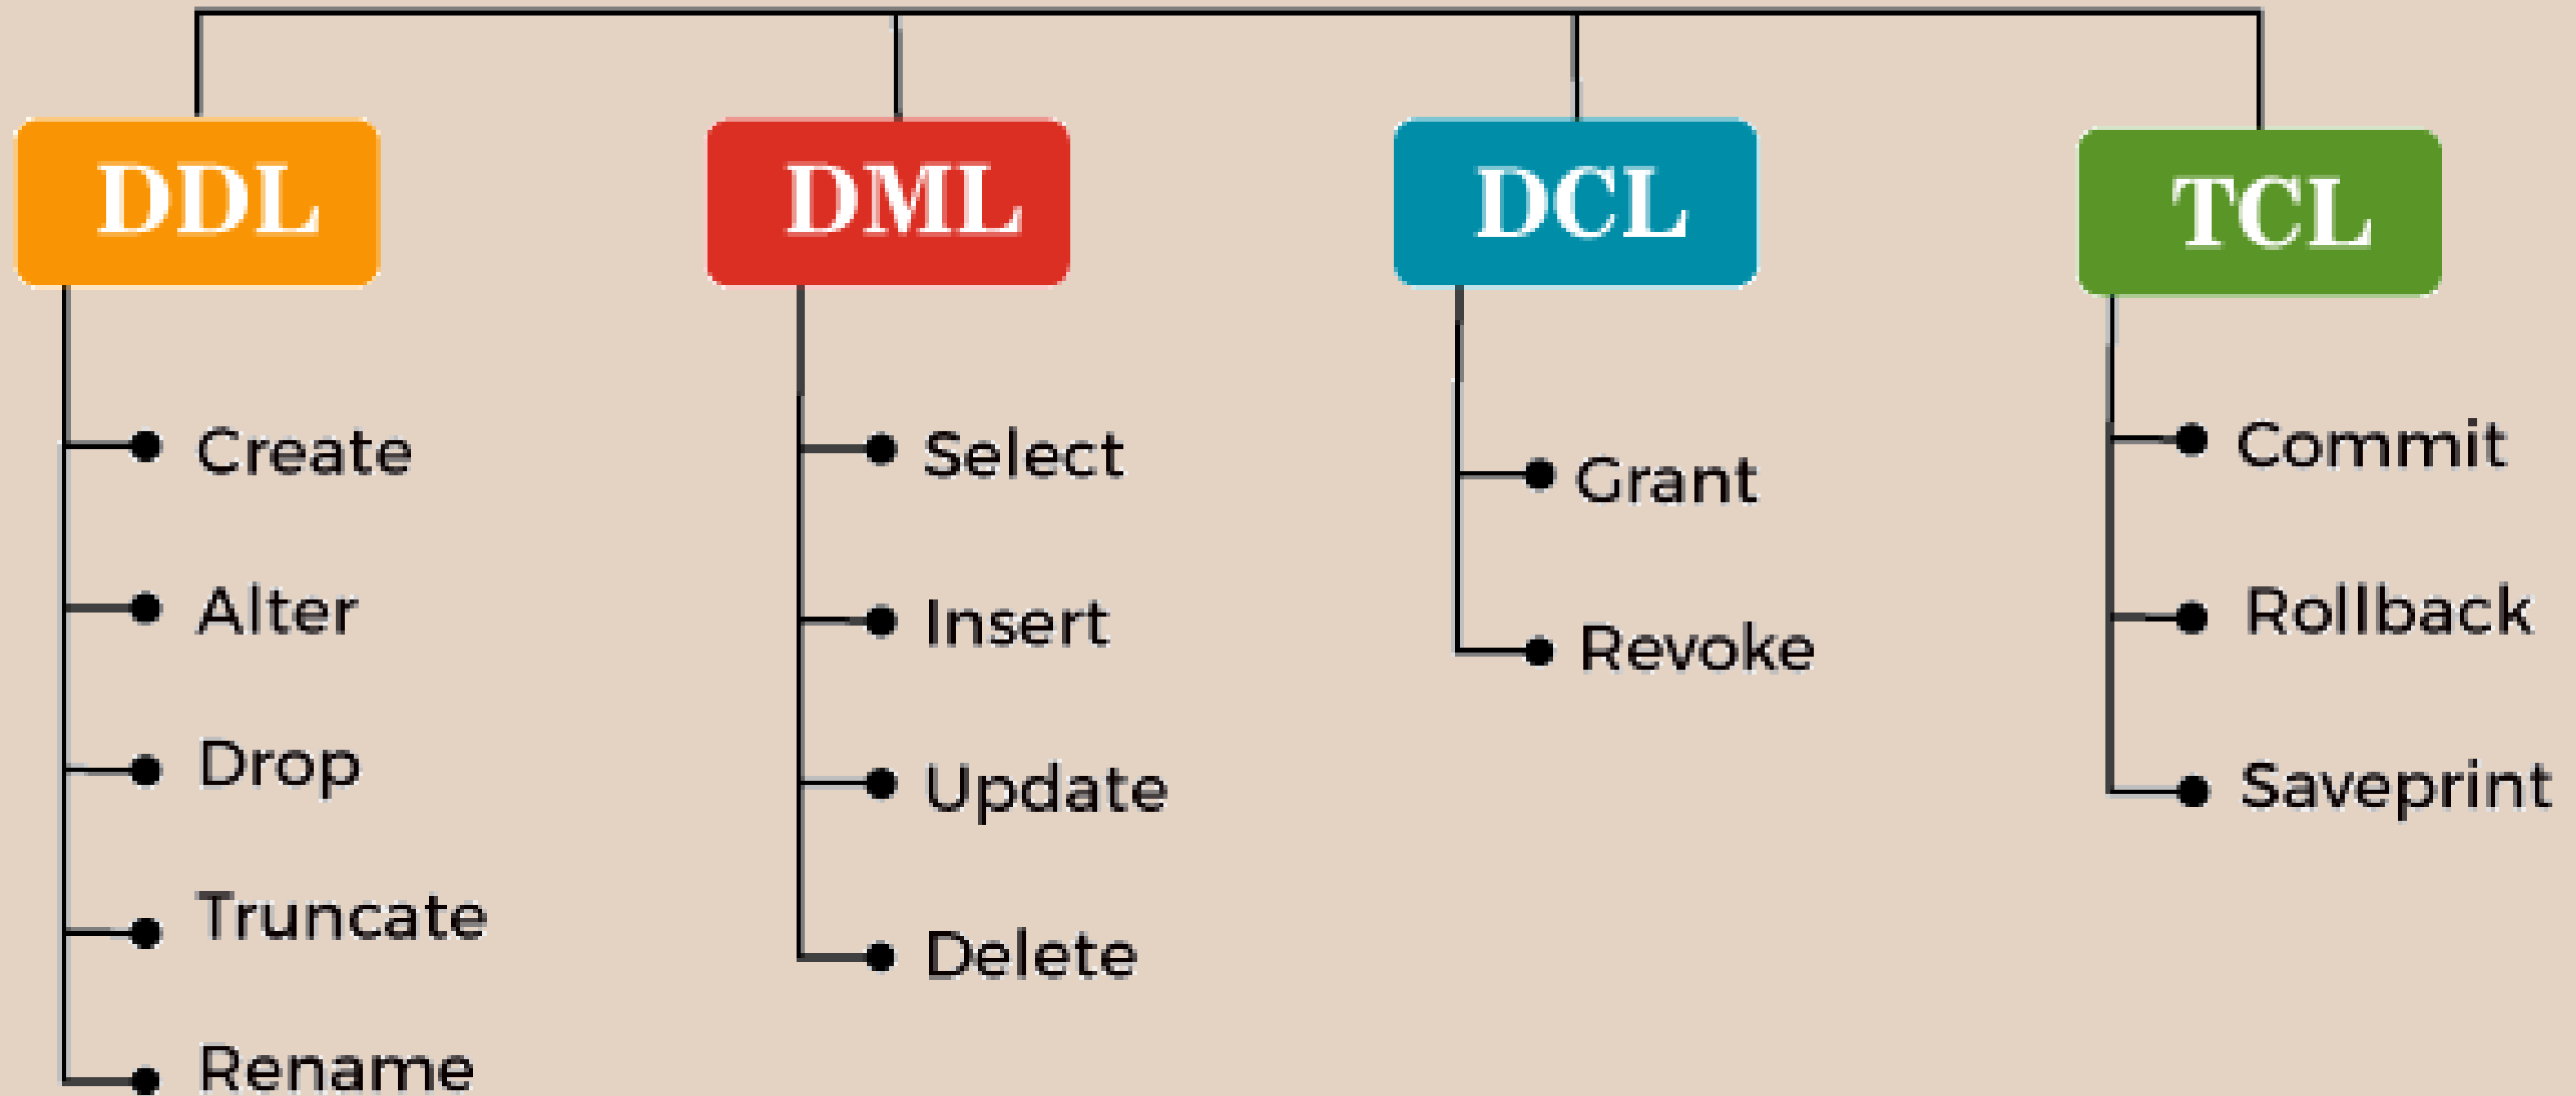 DDL
Create
Alter
Drop
Truncate
Rename
DML
Select
Insert
Update
Delete
DCL
Grant
Revoke
TCL
Commit
Rollback
Saveprint